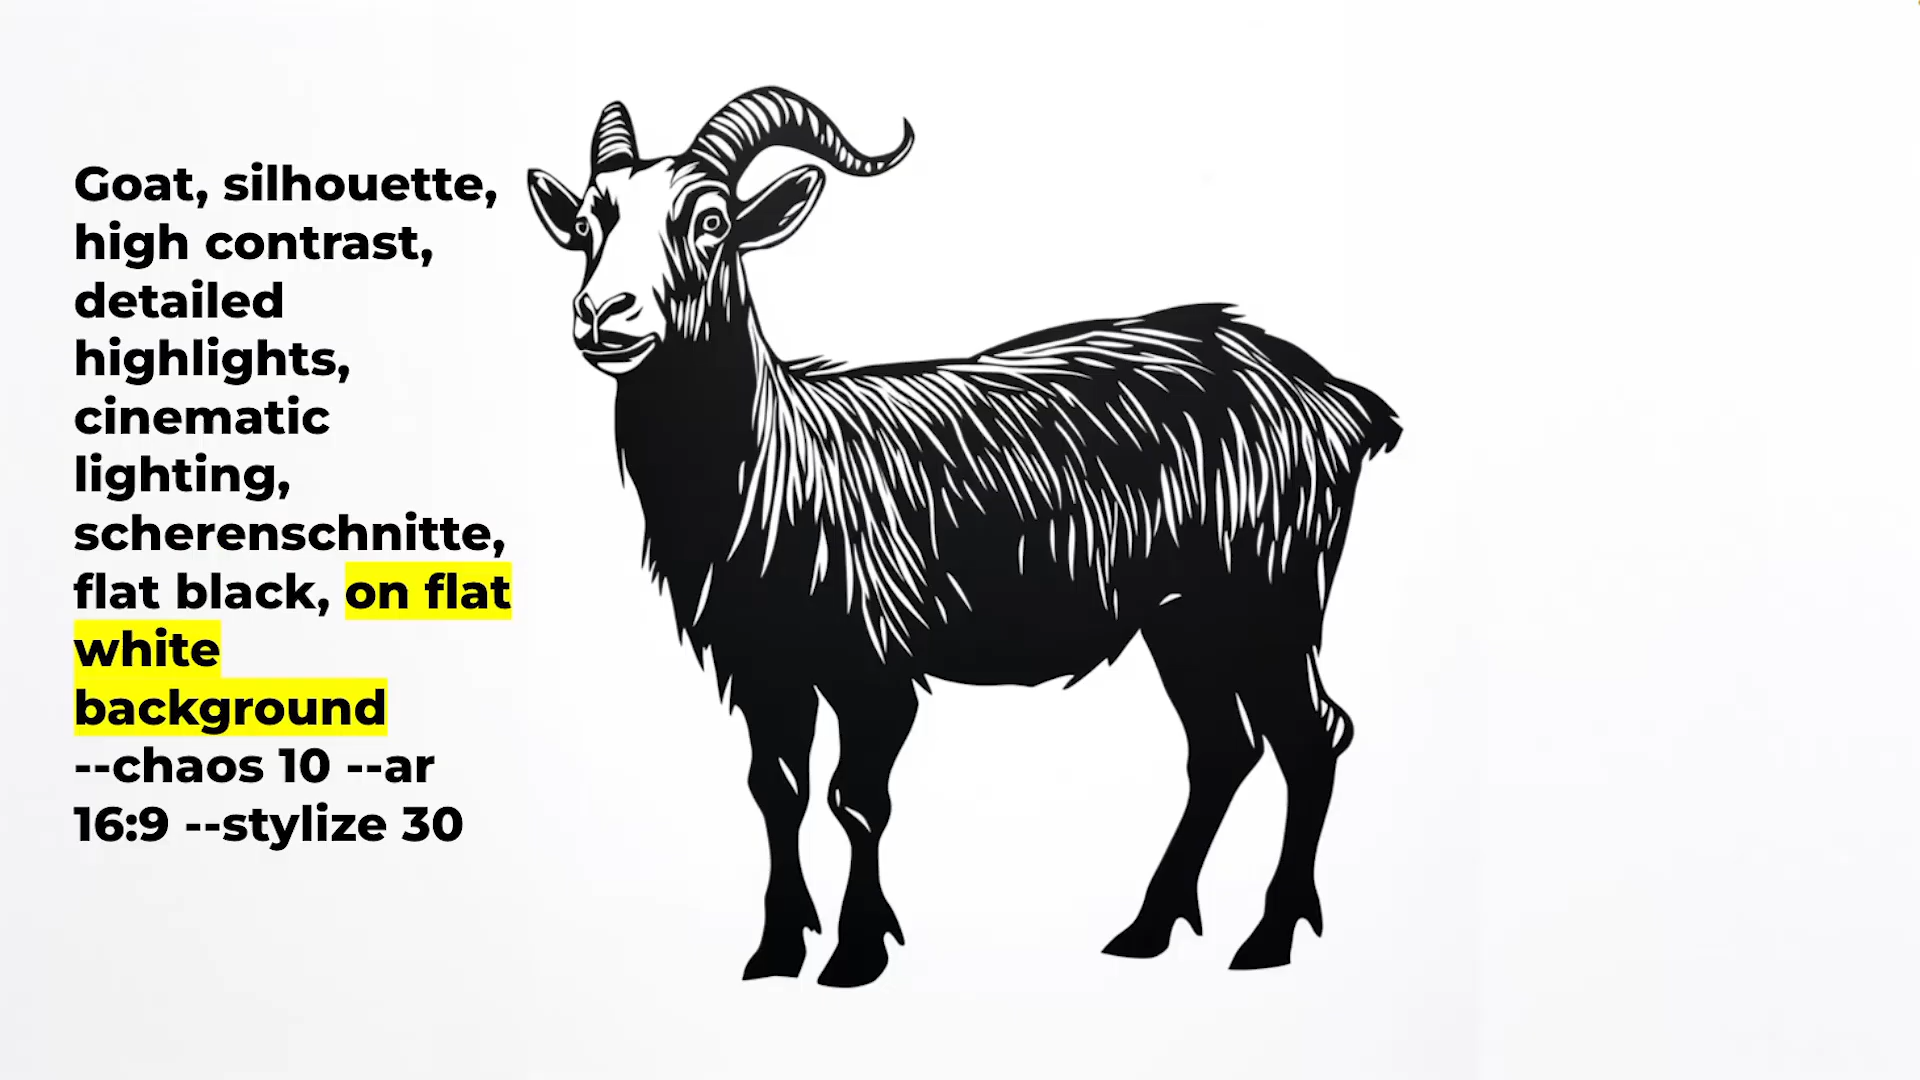 Goat, silhouette,
high contrast,
detailed
highlights,
cinematic
lighting,
scherenschnitte,
flat black, on flat
white
background
--chaos 10 --ar
16:9 --stylize 30